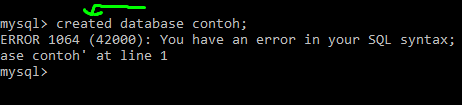 mysql> created database contoh;
ERROR 1064 (42000): You have an error in your SQL syntax;
ase contoh' at line 1
mysql>